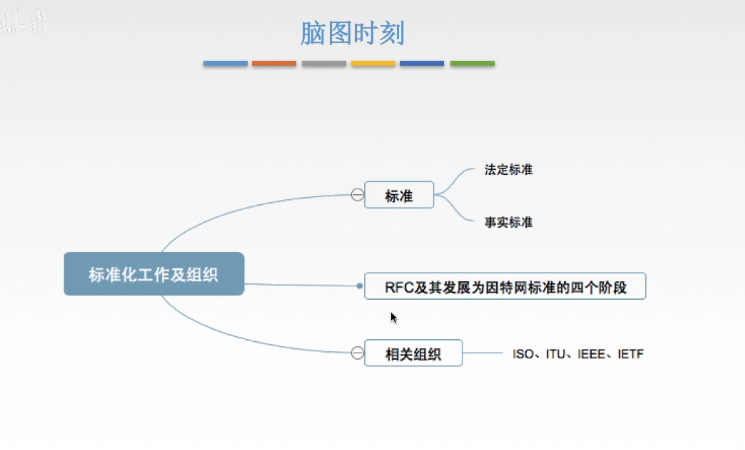 脑图时刻
法定标准
标准
事实标准
标准化工作及组织
RFC及其发展为因特网标准的四个阶段
相关组织
ISO、ITU、IEEE、IETF